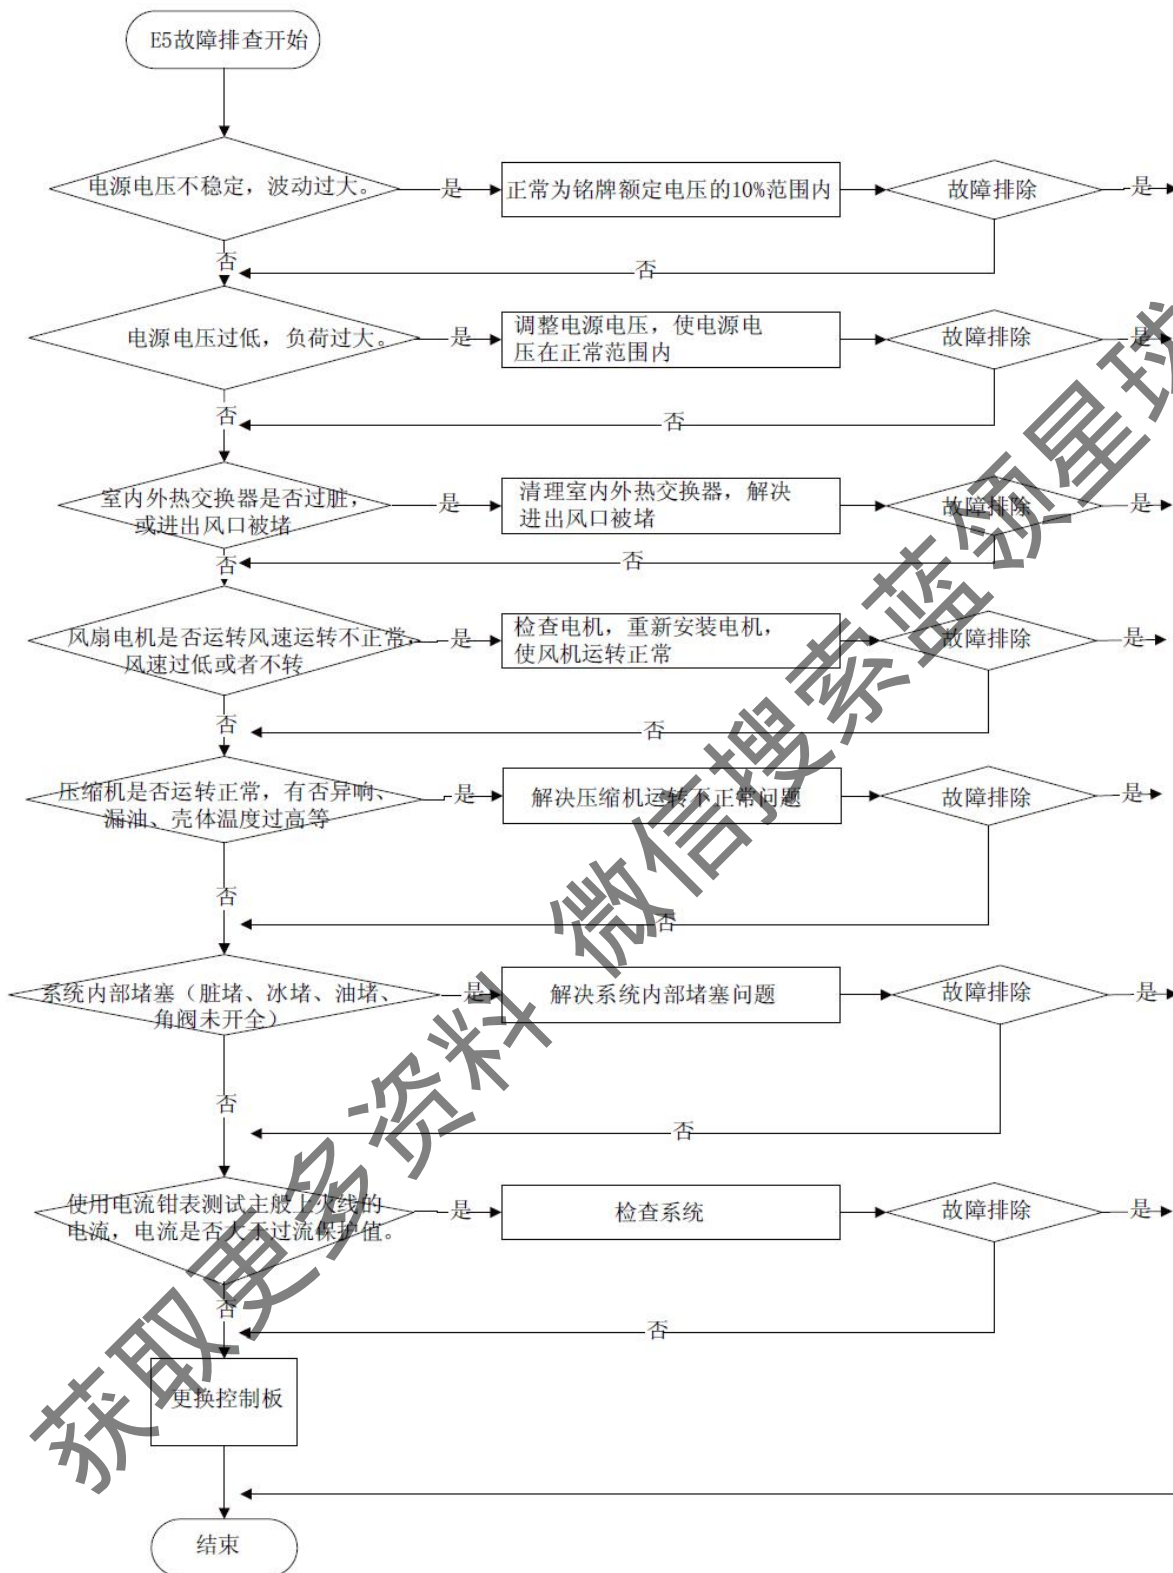 E5故障排查开始
电源电压不稳定，波动过大。
是
正常为铭牌额定电压的10%范围内
故障排除
是
否
否
电源电压过低，负荷过大。
是
调整电源电压，使电源电
压在正常范围内
故障排除
是
否
否
室内外热交换器是否过脏，
或进出风口被堵
是
清理室内外热交换器，解决
进出风口被堵
故障排除
是
否
否
风扇电机是否运转风速运转不正常，
风速过低或者不转
是
检查电机，重新安装电机，
使风机运转正常
故障排除
是
否
否
压缩机是否运转正常，有否异响、
漏油、壳体温度过高等
是
解决压缩机运转不正常问题
故障排除
是
否
否
系统内部堵塞（脏堵、冰堵、油堵、
角阀未开全）
是
解决系统内部堵塞问题
故障排除
是
否
否
使用电流钳表测试主般上火线的
电流，电流是否大于过流保护值。
是
检查系统
故障排除
是
否
否
更换控制板
结束
获取更多资料 微信搜索蓝领星球